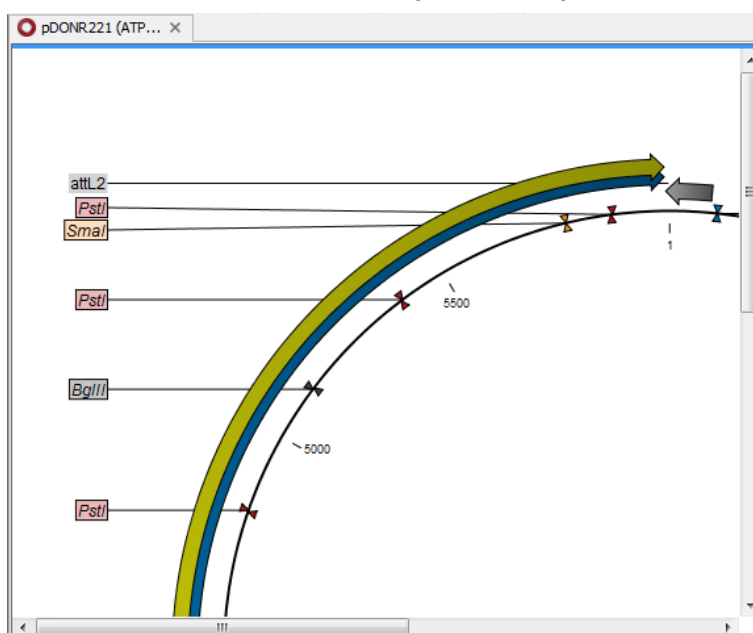 pDONR221 (ATP...
attL2
PstI
SmaI
1
PstI
5500
BglII
5000
PstI